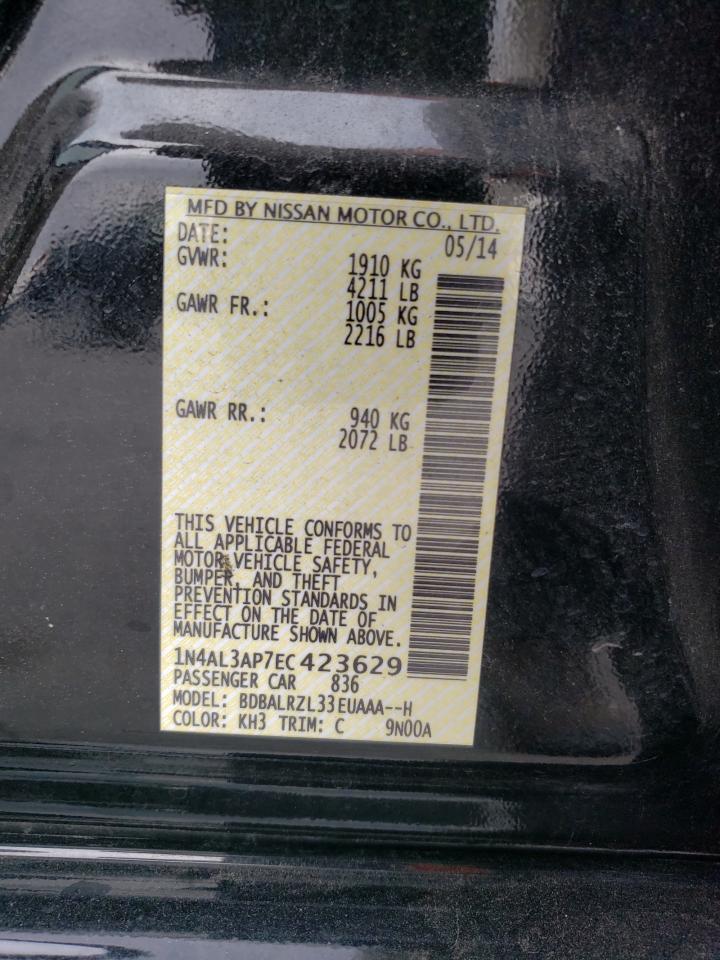 MFD BY NISSAN MOTOR CO., LTD.
DATE: 05/14
GVWR: 1910 KG
4211 LB
GAWR FR.: 1005 KG
2216 LB
GAWR RR.: 940 KG
2072 LB
THIS VEHICLE CONFORMS TO
ALL APPLICABLE FEDERAL
MOTOR VEHICLE SAFETY,
BUMPER, AND THEFT
PREVENTION STANDARDS IN
EFFECT ON THE DATE OF
MANUFACTURE SHOWN ABOVE.
1N4AL3AP7EC423629
PASSENGER CAR 836
MODEL: BDBALRZL33EUAAA--H
COLOR: KH3 TRIM: C 9N00A